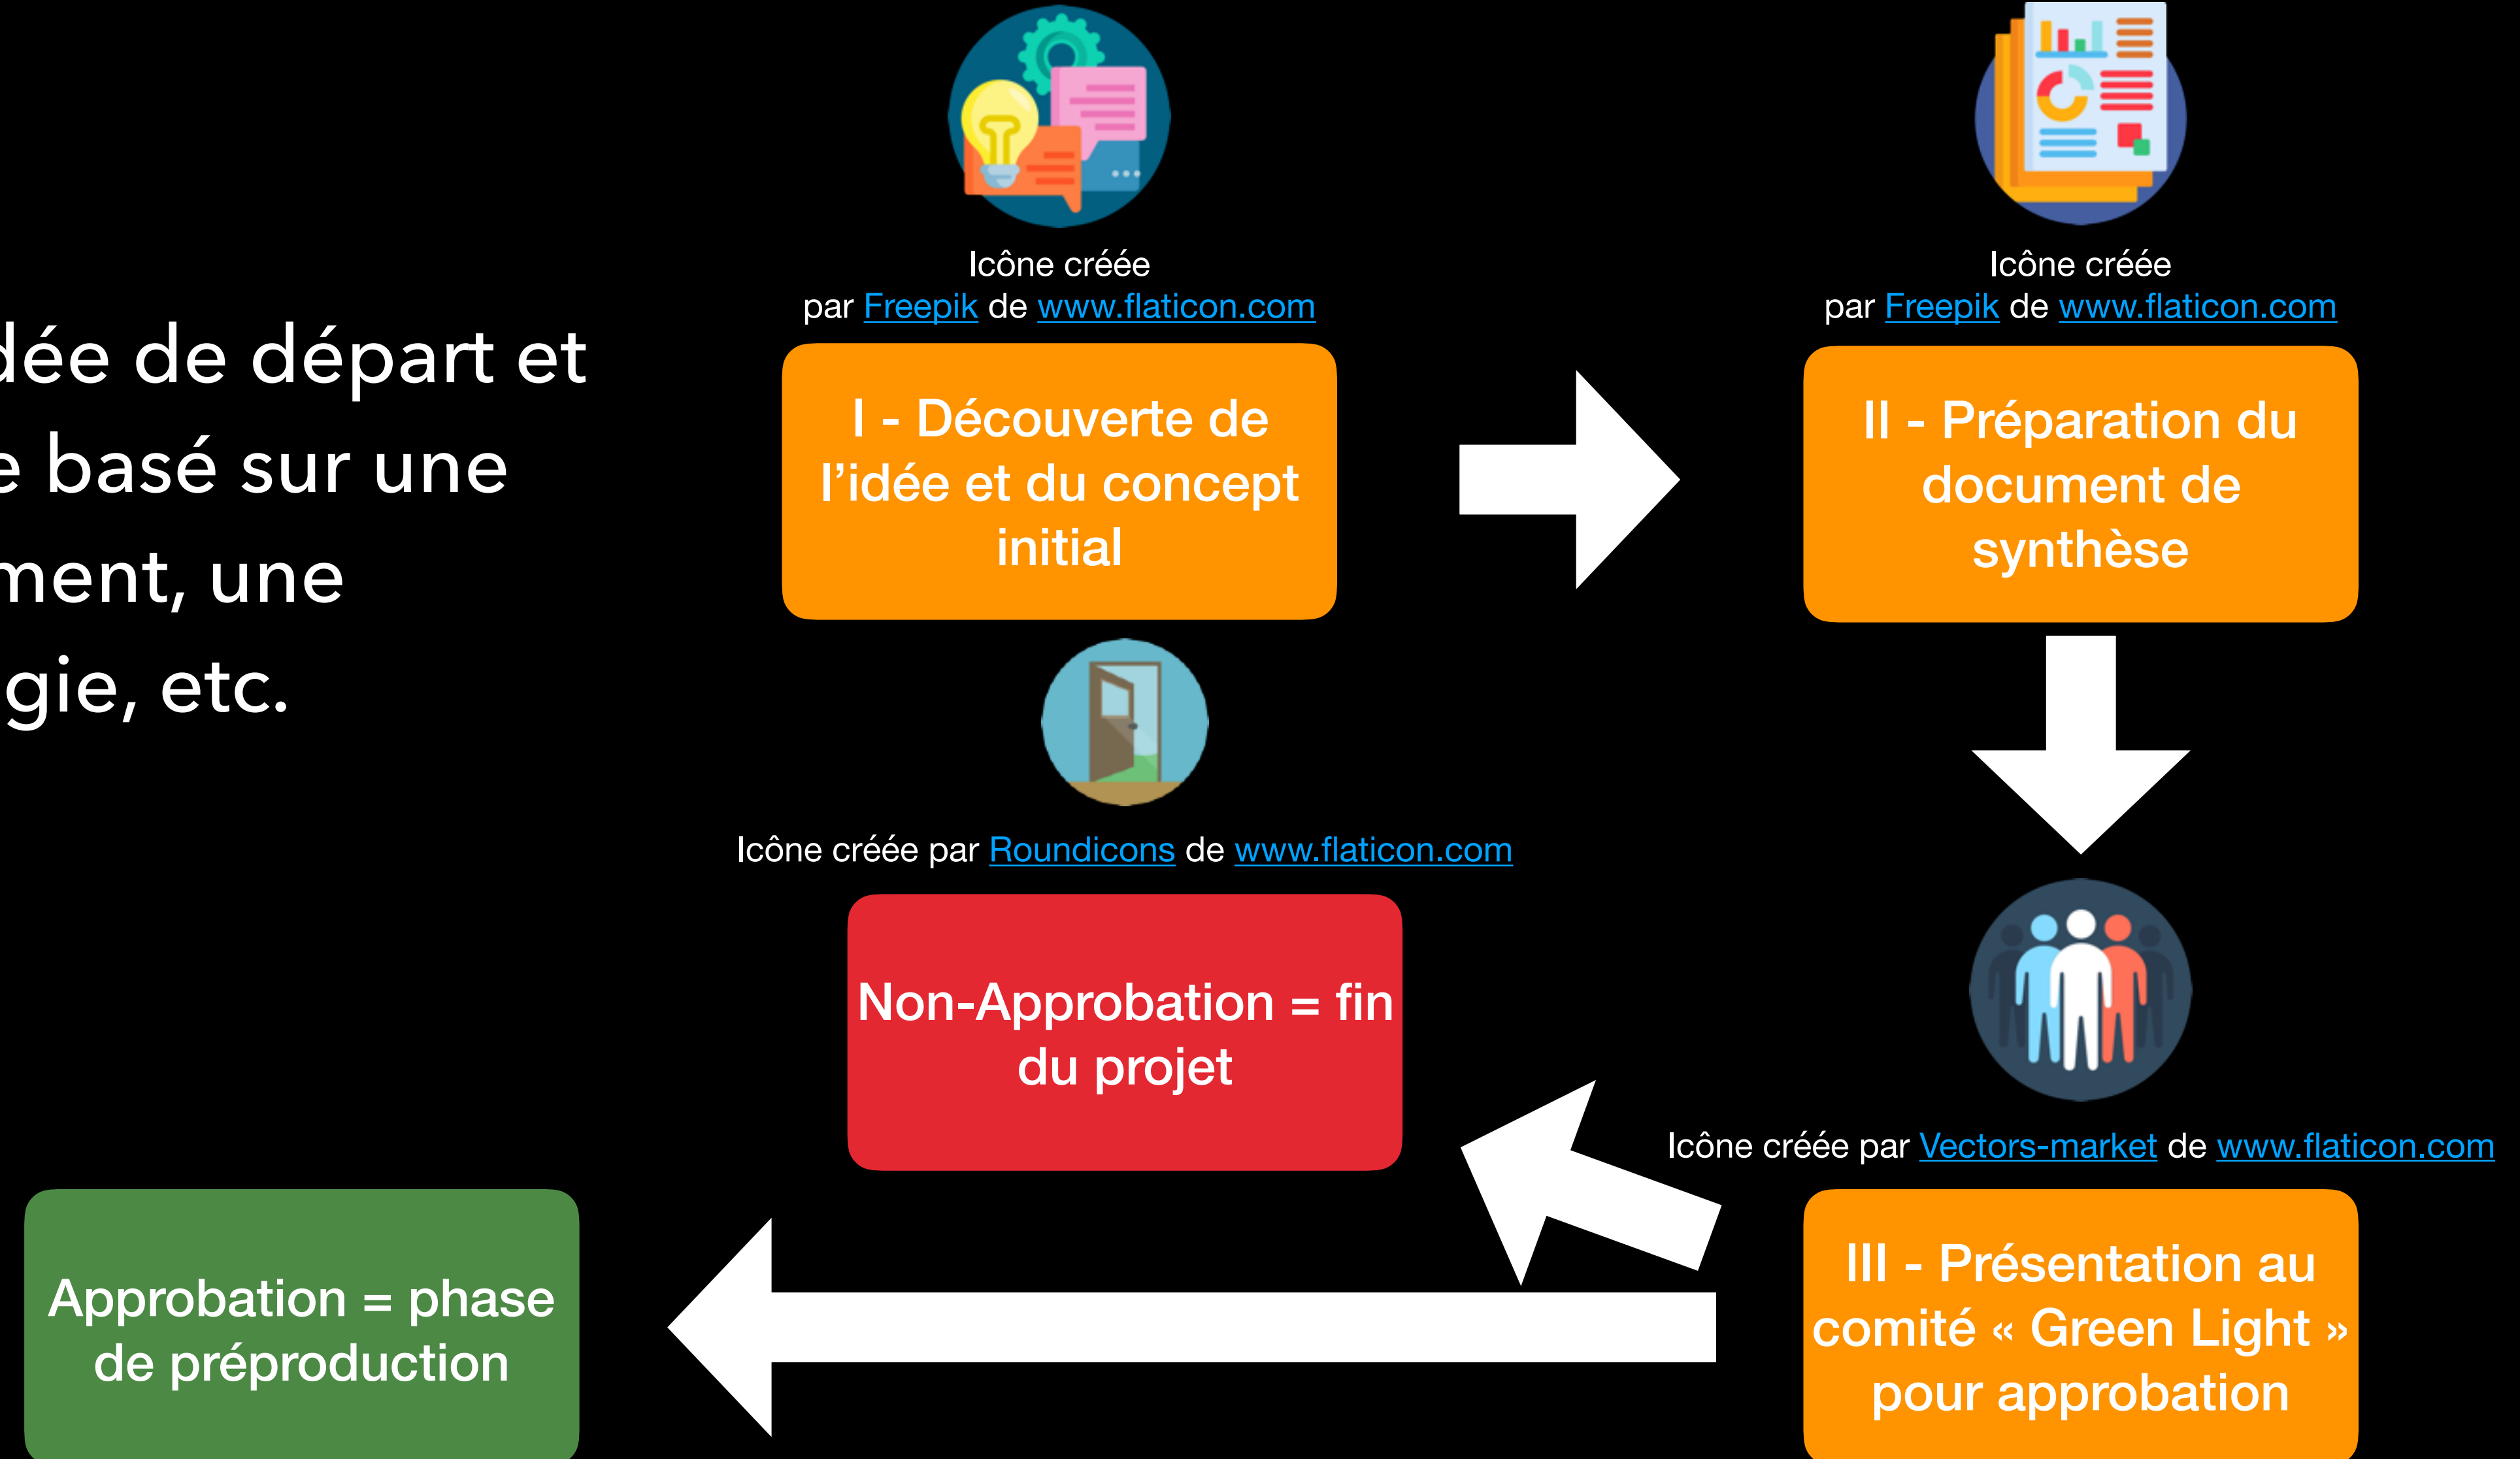 dée de départ et
e basé sur une
ment, une
gie, etc.
Icône créée
par Freepik de www.flaticon.com
I - Découverte de
l’idée et du concept
initial
Icône créée
par Freepik de www.flaticon.com
II - Préparation du
document de
synthèse
Icône créée par Roundicons de www.flaticon.com
Non-Approbation = fin
du projet
Icône créée par Vectors-market de www.flaticon.com
III - Présentation au
comité « Green Light »
pour approbation
Approbation = phase
de préproduction